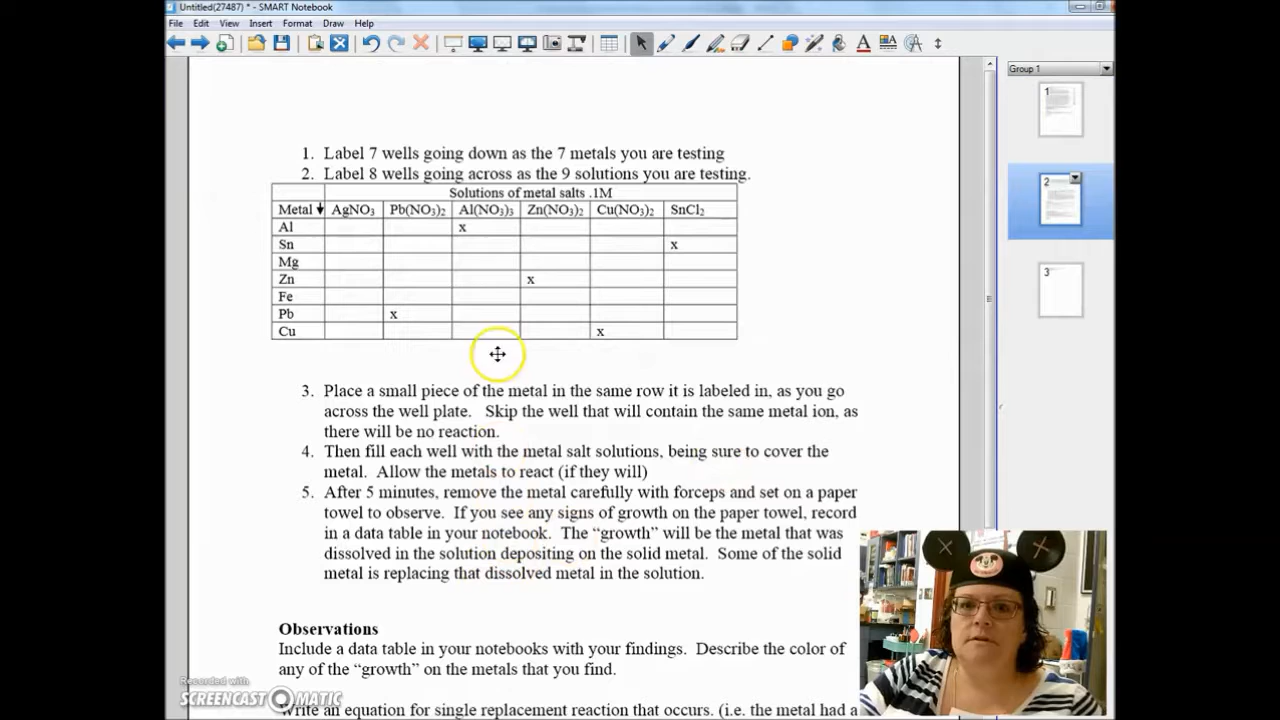 Untitled(27487) * - SMART Notebook
File Edit View Insert Format Draw Help
Group 1
1
2
3
1. Label 7 wells going down as the 7 metals you are testing
2. Label 8 wells going across as the 9 solutions you are testing.
Solutions of metal salts .1M
Metal AgNO3 Pb(NO3)2 Al(NO3)3 Zn(NO3)2 Cu(NO3)2 SnCl2
Al x
Sn x
Mg
Zn x
Fe
Pb x
Cu x
3. Place a small piece of the metal in the same row it is labeled in, as you go
across the well plate. Skip the well that will contain the same metal ion, as
there will be no reaction.
4. Then fill each well with the metal salt solutions, being sure to cover the
metal. Allow the metals to react (if they will)
5. After 5 minutes, remove the metal carefully with forceps and set on a paper
towel to observe. If you see any signs of growth on the paper towel, record
in a data table in your notebook. The “growth” will be the metal that was
dissolved in the solution depositing on the solid metal. Some of the solid
metal is replacing that dissolved metal in the solution.
Observations
Include a data table in your notebooks with your findings. Describe the color of
any of the “growth” on the metals that you find.
Recorded with
SCREENCAST-O-MATIC
Write an equation for single replacement reaction that occurs. (i.e. the metal had a